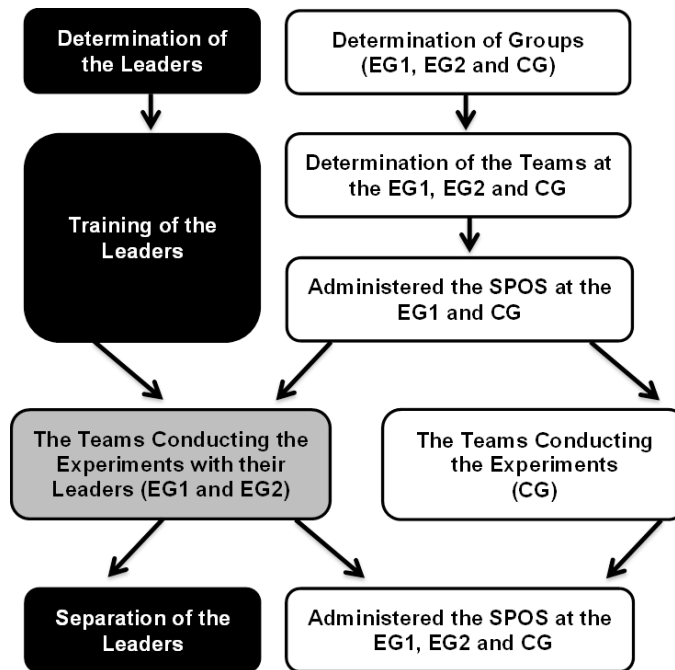 Determination of
the Leaders
Determination of Groups
(EG1, EG2 and CG)
Training of the
Leaders
Determination of the Teams at
the EG1, EG2 and CG
Administered the SPOS at the
EG1 and CG
The Teams Conducting the
Experiments with their
Leaders (EG1 and EG2)
The Teams Conducting
the Experiments
(CG)
Separation of the
Leaders
Administered the SPOS at the
EG1, EG2 and CG